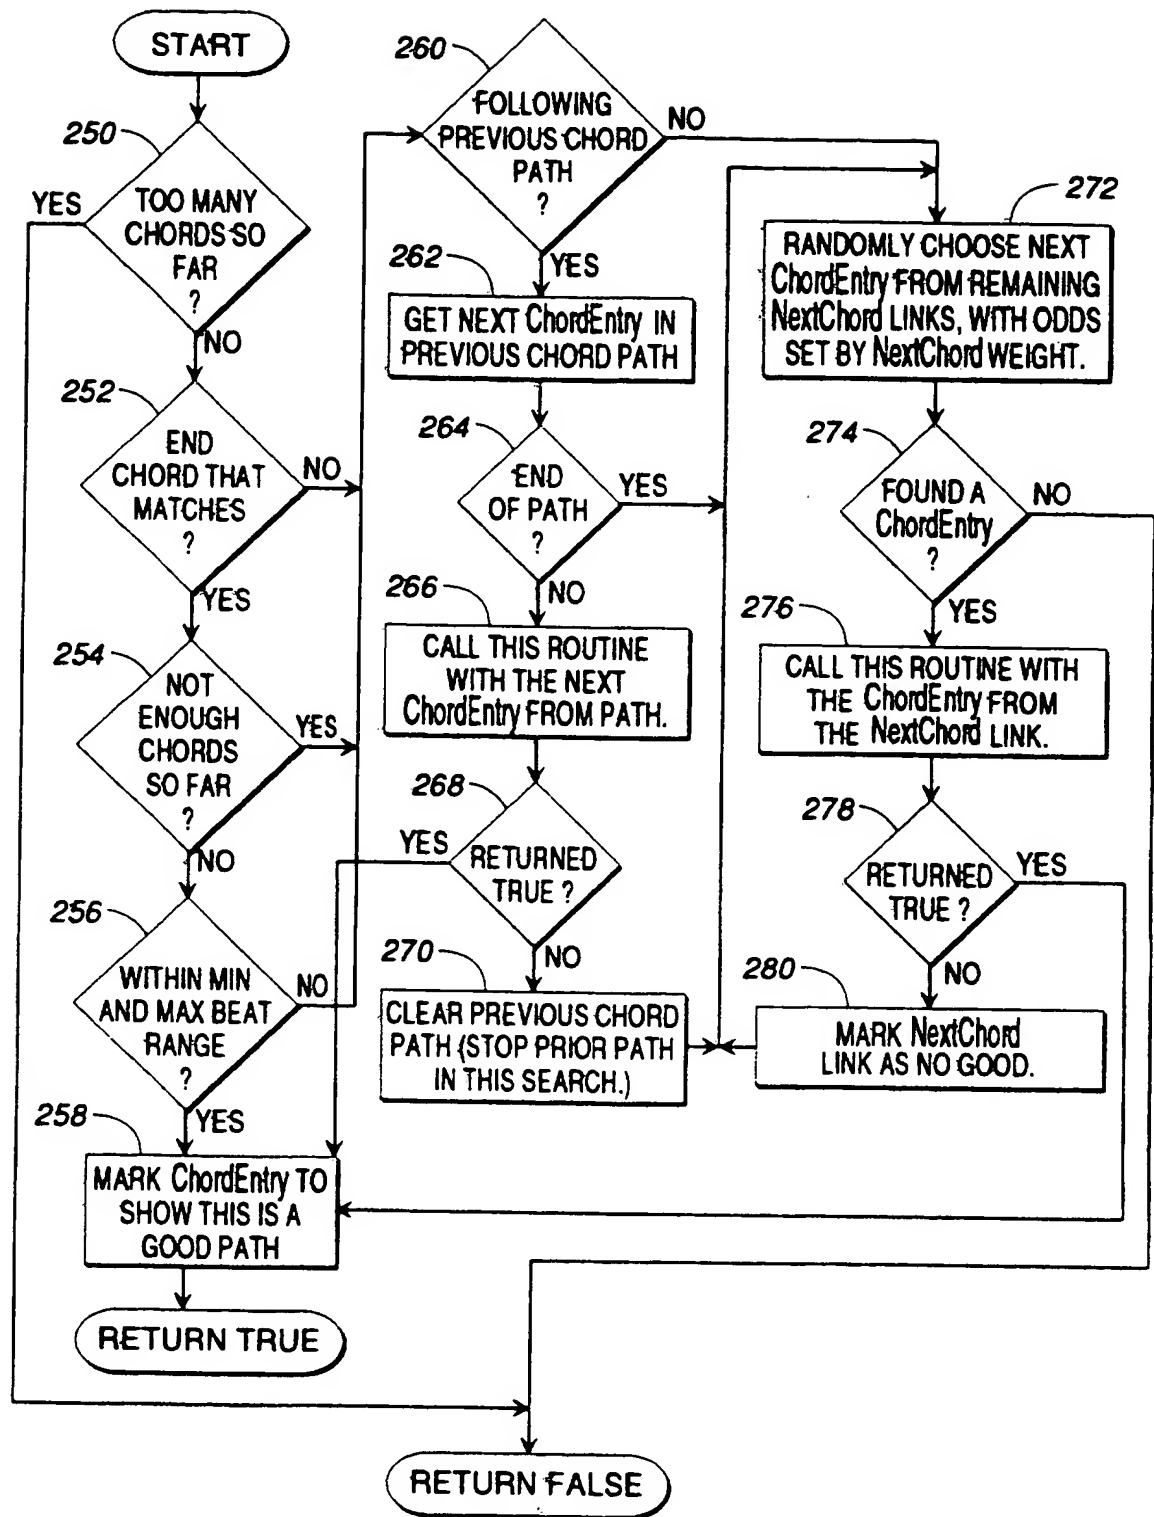 START
250
YES
TOO MANY
CHORDS SO
FAR
?
NO
252
END
CHORD THAT
MATCHES
?
NO
YES
254
NOT
ENOUGH
CHORDS
SO FAR
?
YES
NO
256
WITHIN MIN
AND MAX BEAT
RANGE
?
NO
YES
258
MARK ChordEntry TO
SHOW THIS IS A
GOOD PATH
RETURN TRUE
260
FOLLOWING
PREVIOUS CHORD
PATH
?
NO
YES
262
GET NEXT ChordEntry IN
PREVIOUS CHORD PATH
264
END
OF PATH
?
YES
NO
266
CALL THIS ROUTINE
WITH THE NEXT
ChordEntry FROM PATH.
268
YES
RETURNED
TRUE ?
NO
270
CLEAR PREVIOUS CHORD
PATH (STOP PRIOR PATH
IN THIS SEARCH.)
272
RANDOMLY CHOOSE NEXT
ChordEntry FROM REMAINING
NextChord LINKS, WITH ODDS
SET BY NextChord WEIGHT.
274
FOUND A
ChordEntry
?
NO
YES
276
CALL THIS ROUTINE WITH
THE ChordEntry FROM
THE NextChord LINK.
278
RETURNED
TRUE ?
YES
NO
280
MARK NextChord
LINK AS NO GOOD.
RETURN FALSE